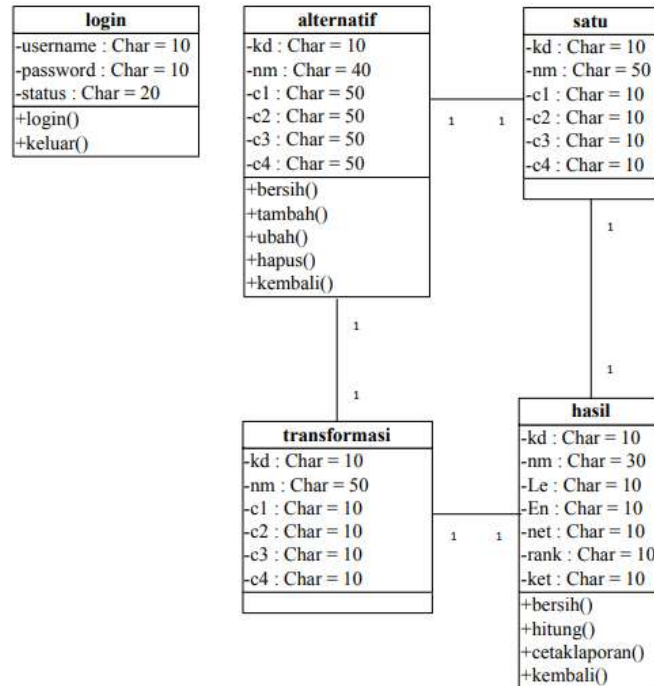 login
-username : Char = 10
-password : Char = 10
-status : Char = 20
+login()
+keluar()
alternatif
-kd : Char = 10
-nm : Char = 40
-c1 : Char = 50
-c2 : Char = 50
-c3 : Char = 50
-c4 : Char = 50
+bersih()
+tambah()
+ubah()
+hapus()
+kembali()
1 1
satu
-kd : Char = 10
-nm : Char = 50
-c1 : Char = 10
-c2 : Char = 10
-c3 : Char = 10
-c4 : Char = 10
1
1
1
1
transformasi
-kd : Char = 10
-nm : Char = 50
-c1 : Char = 10
-c2 : Char = 10
-c3 : Char = 10
-c4 : Char = 10
1 1
hasil
-kd : Char = 10
-nm : Char = 30
-Le : Char = 10
-En : Char = 10
-net : Char = 10
-rank : Char = 10
-ket : Char = 10
+bersih()
+hitung()
+cetaklaporan()
+kembali()